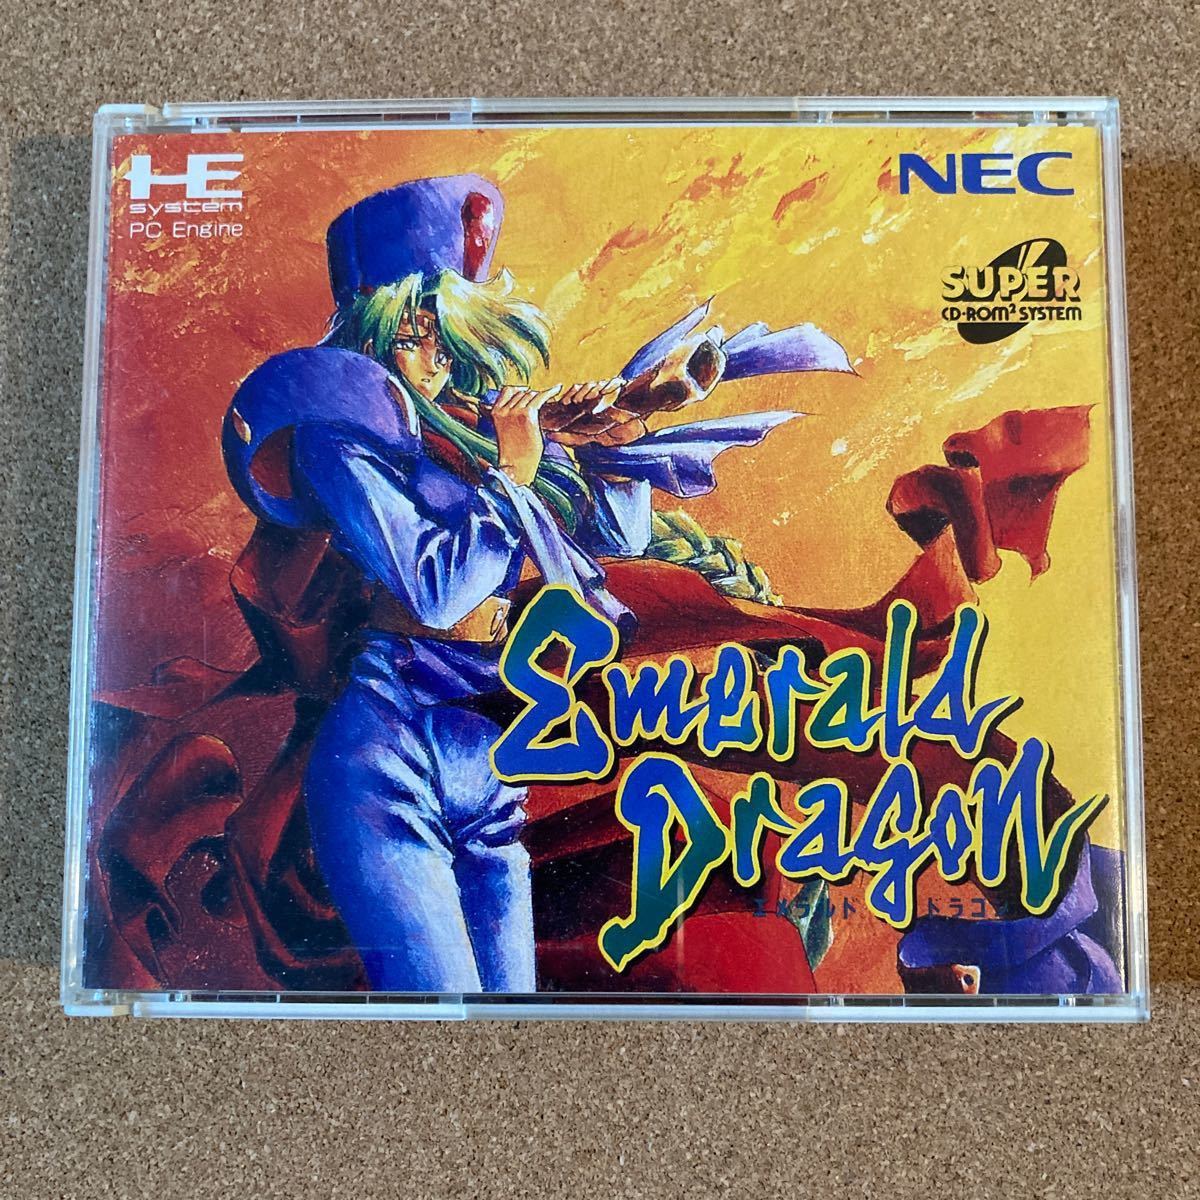 HE
system
PC Engine
NEC
SUPER
CD-ROM² SYSTEM
Emerald
Dragon
エメラルド ドラゴン